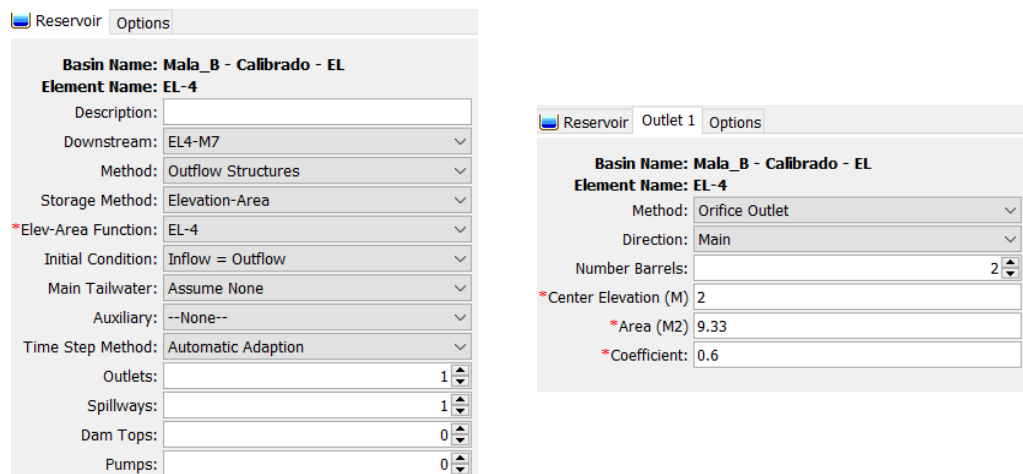 Reservoir Options
Basin Name: Mala_B - Calibrado - EL
Element Name: EL-4
Description:
Downstream: EL4-M7
Method: Outflow Structures
Storage Method: Elevation-Area
*Elev-Area Function: EL-4
Initial Condition: Inflow = Outflow
Main Tailwater: Assume None
Auxiliary: --None--
Time Step Method: Automatic Adaption
Outlets: 1
Spillways: 1
Dam Tops: 0
Pumps: 0
Reservoir Outlet 1 Options
Basin Name: Mala_B - Calibrado - EL
Element Name: EL-4
Method: Orifice Outlet
Direction: Main
Number Barrels: 2
*Center Elevation (M) 2
*Area (M2) 9.33
*Coefficient: 0.6